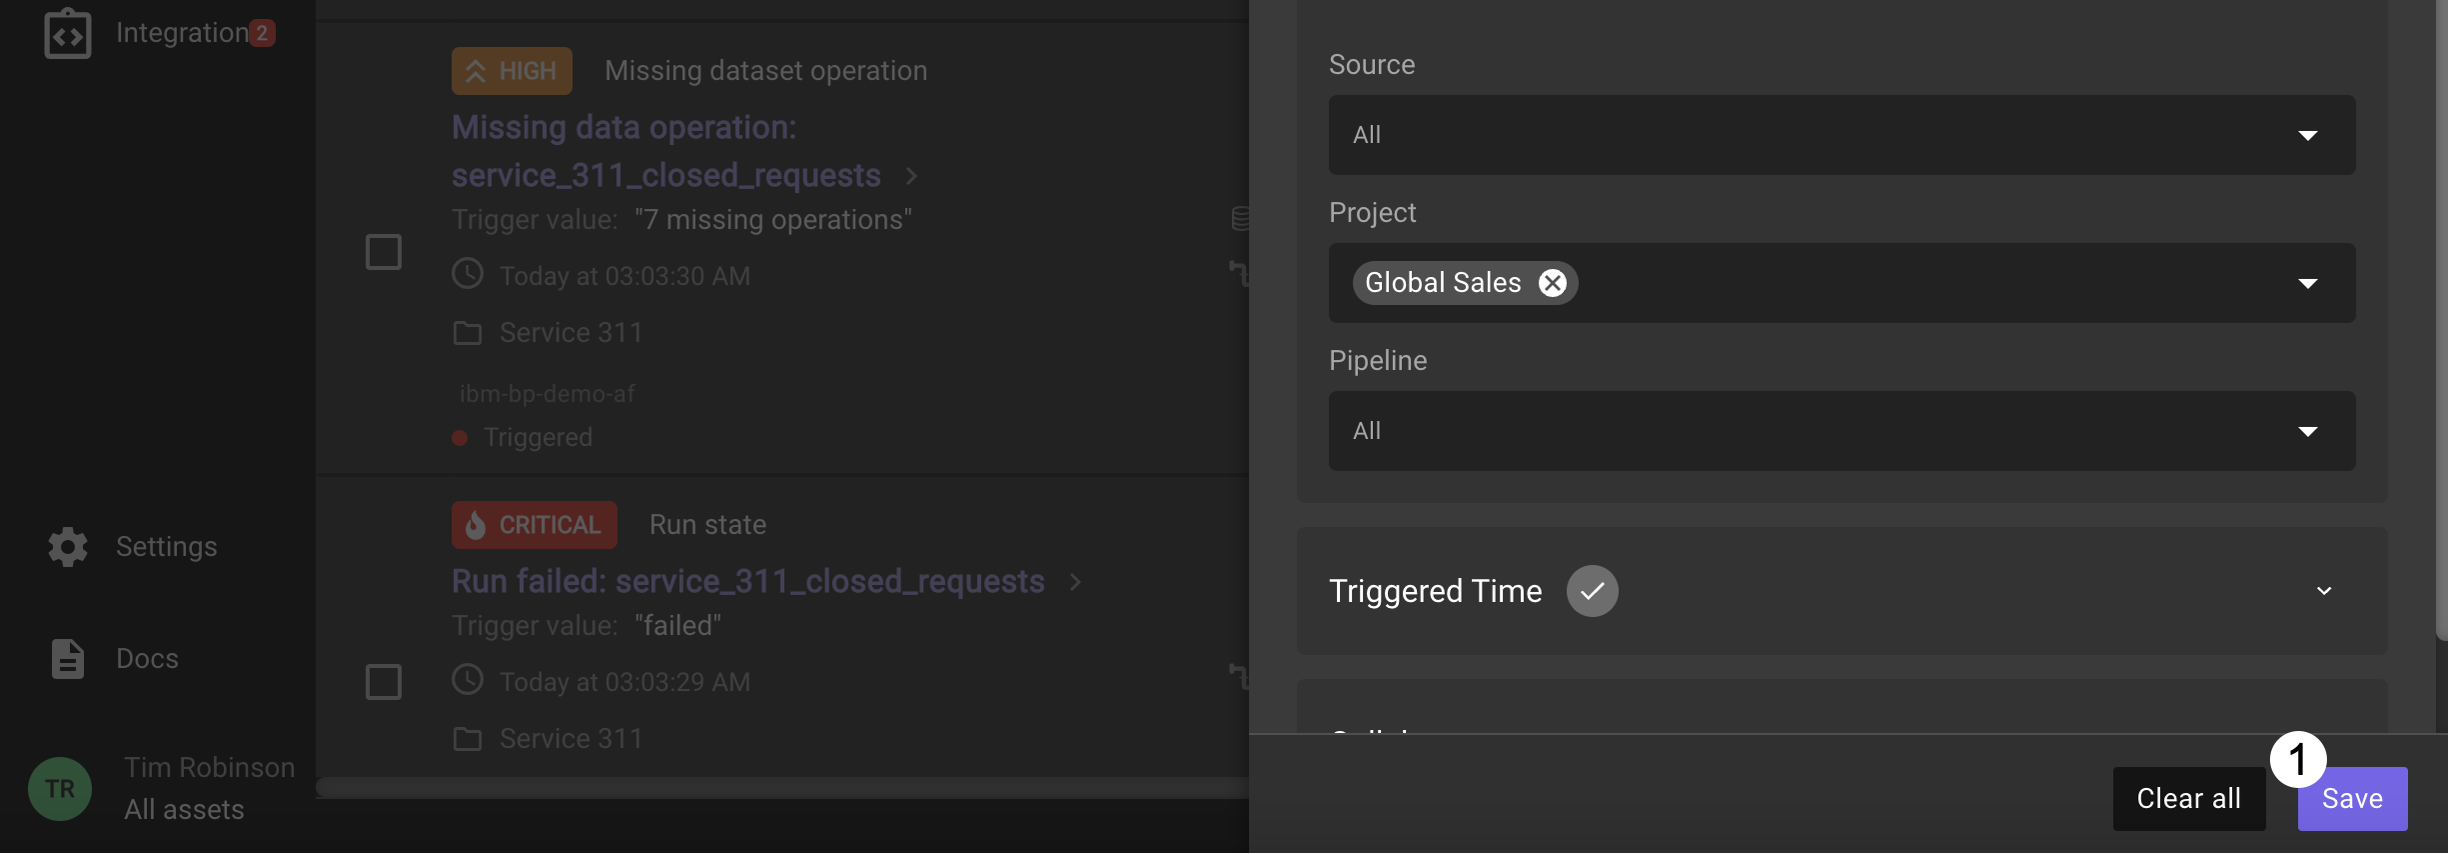 Integration 2
HIGH Missing dataset operation
Missing data operation:
service_311_closed_requests
Trigger value: "7 missing operations"
Today at 03:03:30 AM
Service 311
ibm-bp-demo-af
Triggered
CRITICAL Run state
Run failed: service_311_closed_requests
Trigger value: "failed"
Today at 03:03:29 AM
Service 311
Settings
Docs
TR
Tim Robinson
All assets
Source
All
Project
Global Sales
Pipeline
All
Triggered Time
1
Clear all
Save